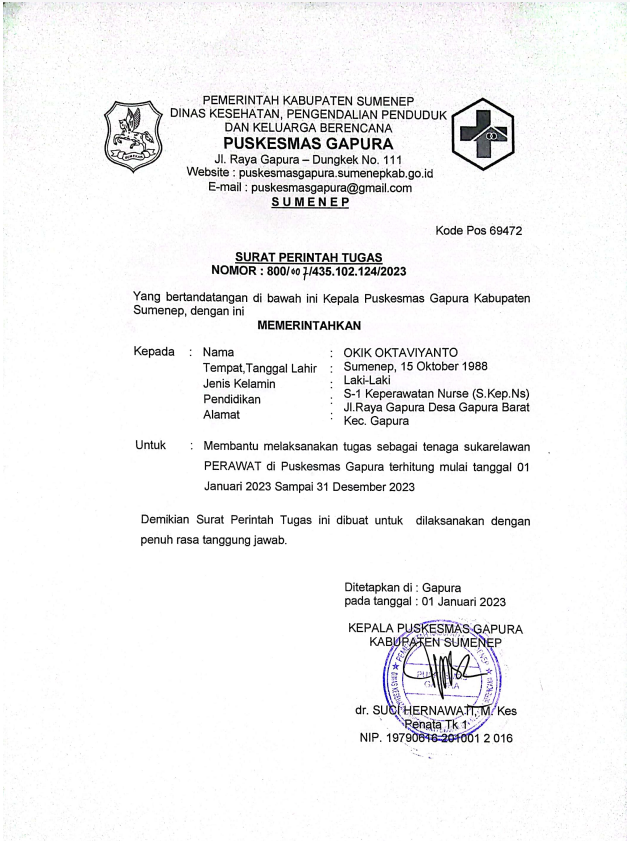 PEMERINTAH KABUPATEN SUMENEP
DINAS KESEHATAN, PENGENDALIAN PENDUDUK
DAN KELUARGA BERENCANA
PUSKESMAS GAPURA
Jl. Raya Gapura – Dungkek No. 111
Website : puskesmasgapura.sumenepkab.go.id
E-mail : puskesmasgapura@gmail.com
SUMENEP
Kode Pos 69472
SURAT PERINTAH TUGAS
NOMOR : 800/007/435.102.124/2023
Yang bertandatangan di bawah ini Kepala Puskesmas Gapura Kabupaten
Sumenep, dengan ini
MEMERINTAHKAN
Kepada : Nama : OKIK OKTAVIYANTO
Tempat,Tanggal Lahir : Sumenep, 15 Oktober 1988
Jenis Kelamin : Laki-Laki
Pendidikan : S-1 Keperawatan Nurse (S.Kep.Ns)
Alamat : Jl.Raya Gapura Desa Gapura Barat
Kec. Gapura
Untuk : Membantu melaksanakan tugas sebagai tenaga sukarelawan
PERAWAT di Puskesmas Gapura terhitung mulai tanggal 01
Januari 2023 Sampai 31 Desember 2023
Demikian Surat Perintah Tugas ini dibuat untuk dilaksanakan dengan
penuh rasa tanggung jawab.
Ditetapkan di : Gapura
pada tanggal : 01 Januari 2023
KEPALA PUSKESMAS GAPURA
KABUPATEN SUMENEP
dr. SUCI HERNAWATI, M. Kes
Penata Tk 1
NIP. 19790616 201001 2 016